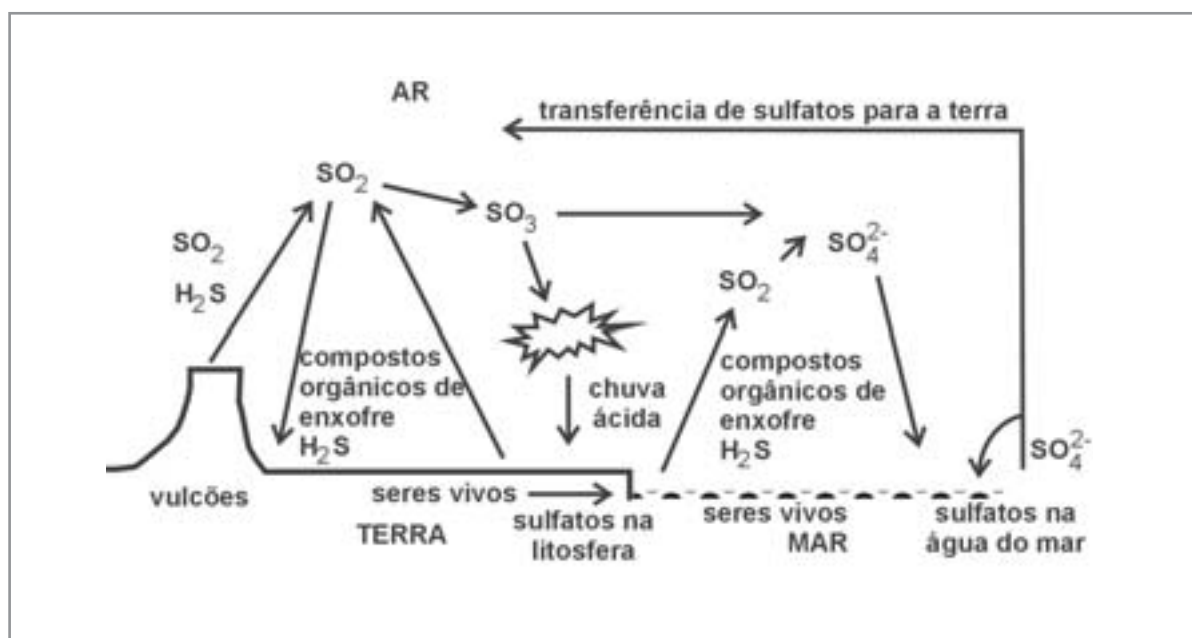 AR
transferência de sulfatos para a terra
SO2
SO3
SO2
H2S
SO4 2-
SO2
compostos
orgânicos de
enxofre
H2S
chuva
ácida
compostos
orgânicos de
enxofre
H2S
SO4 2-
vulcões
seres vivos
TERRA
sulfatos na
litosfera
seres vivos
MAR
sulfatos na
água do mar